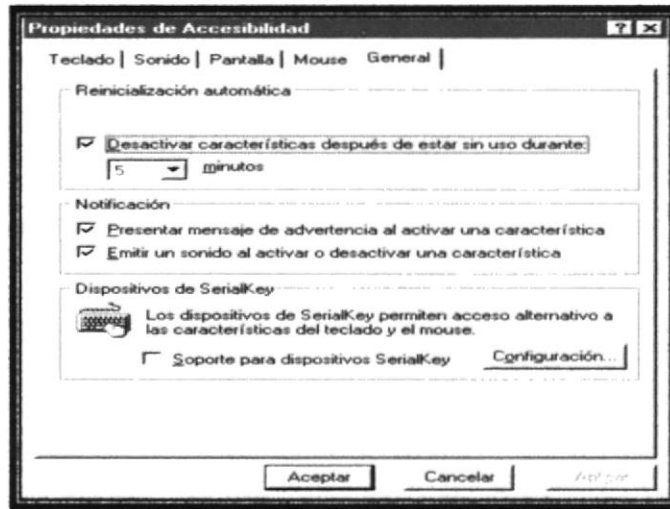 Propiedades de Accesibilidad
Teclado | Sonido | Pantalla | Mouse General |
Reinicialización automática
Desactivar características después de estar sin uso durante:
5 minutos
Notificación
Presentar mensaje de advertencia al activar una característica
Emitir un sonido al activar o desactivar una característica
Dispositivos de SerialKey
Los dispositivos de SerialKey permiten acceso alternativo a
las características del teclado y el mouse.
Soporte para dispositivos SerialKey Configuración...
Aceptar Cancelar